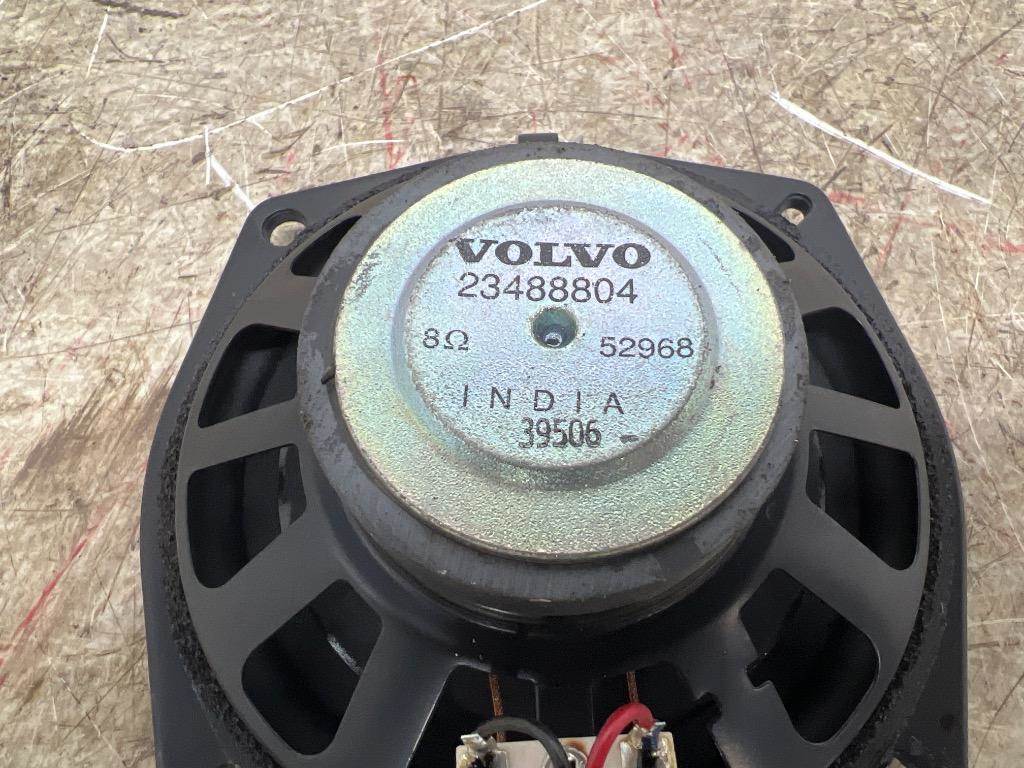 VOLVO
23488804
8Ω 52968
INDIA
39506 -